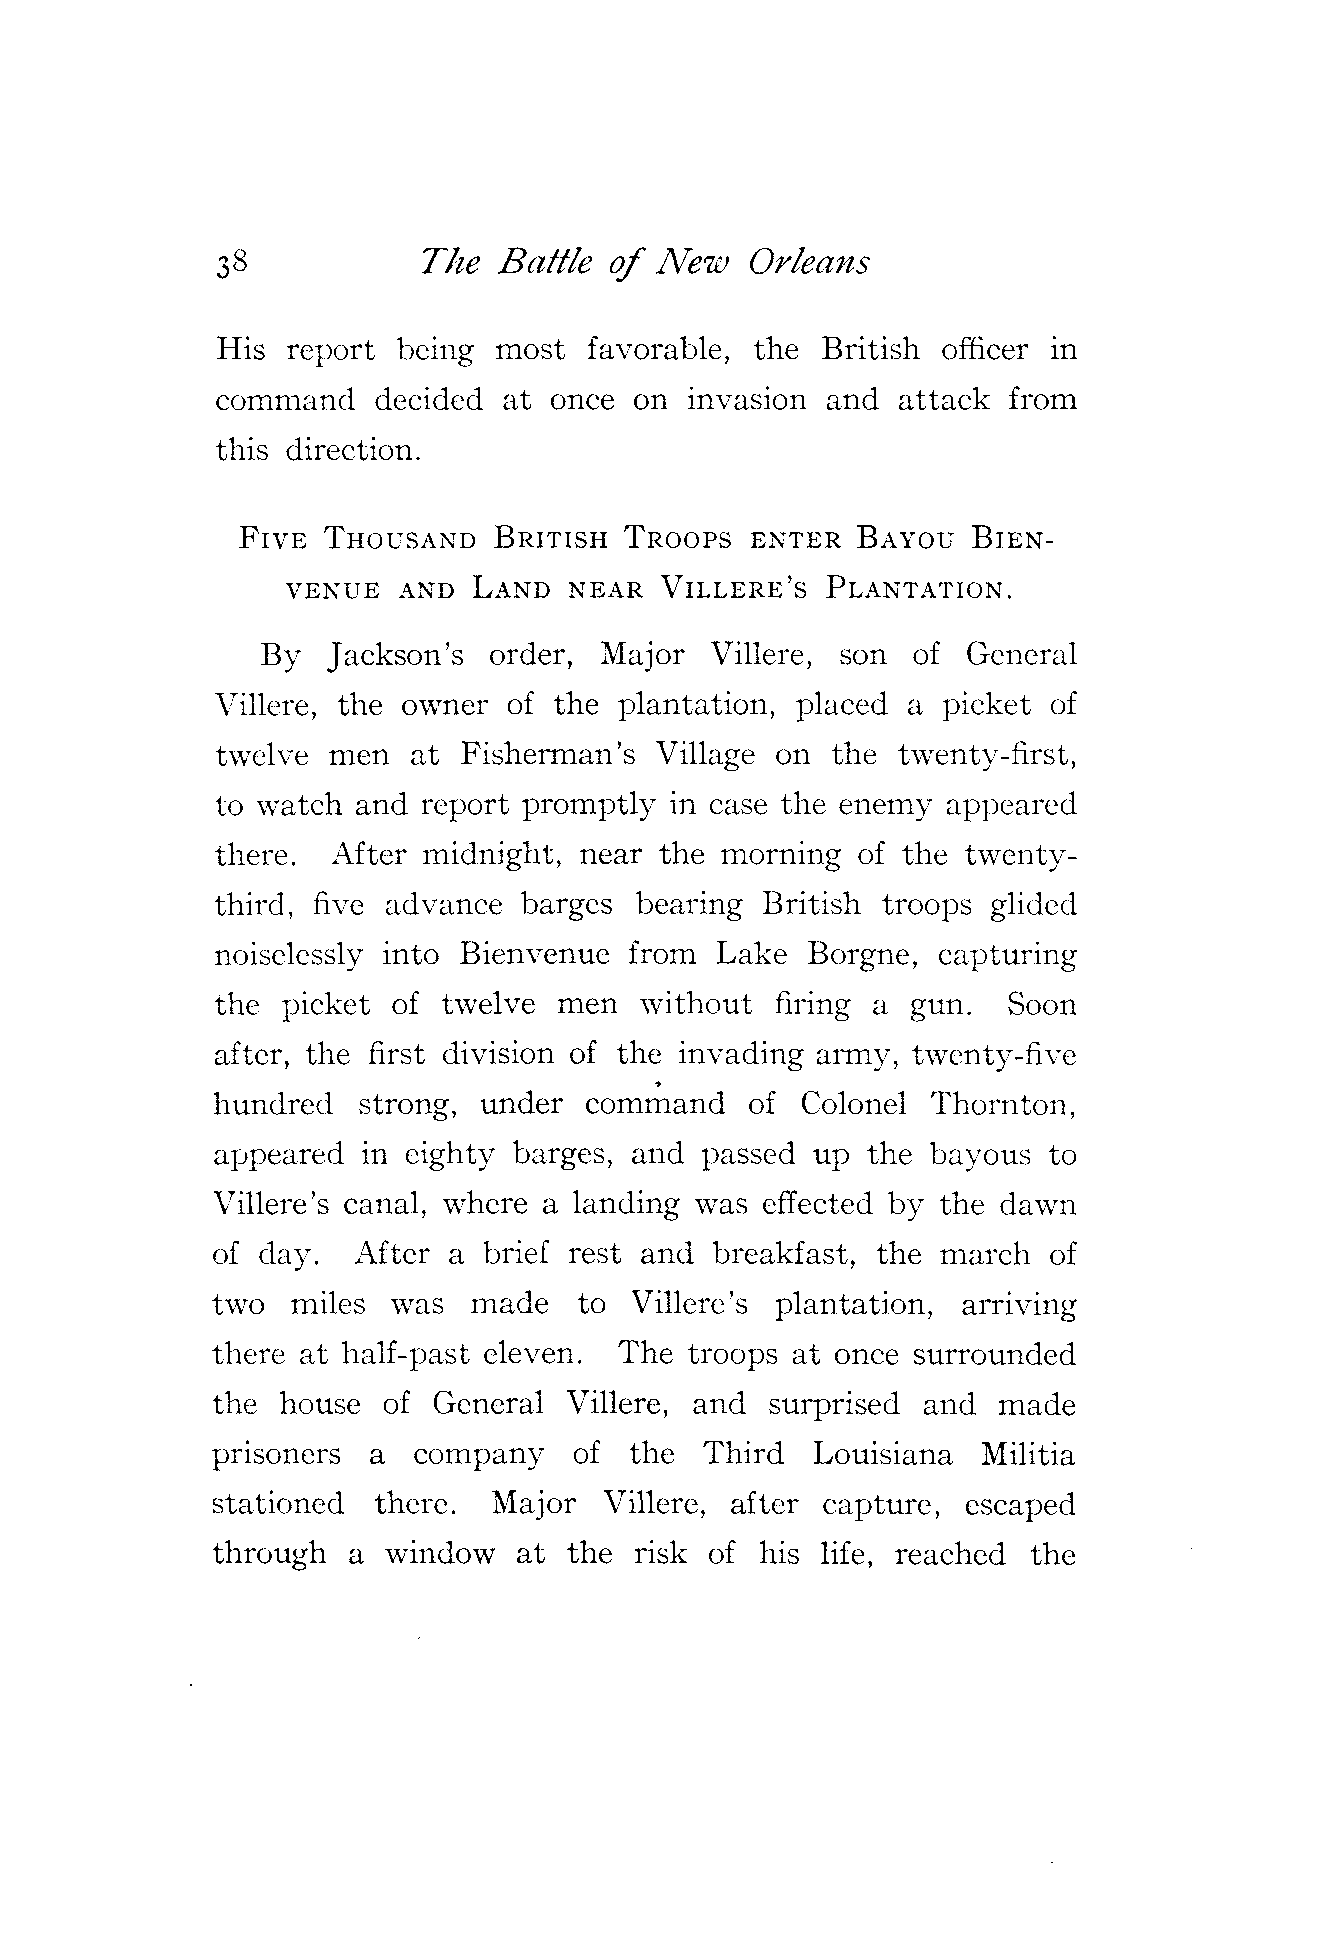 38 The Battle of New Orleans
His report being most favorable, the British officer in
command decided at once on invasion and attack from
this direction.
Five Thousand British Troops enter Bayou Bien-
venue and Land near Villere's Plantation.
By Jackson's order, Major Villere, son of General
Villere, the owner of the plantation, placed a picket of
twelve men at Fisherman's Village on the twenty-first,
to watch and report promptly in case the enemy appeared
there. After midnight, near the morning of the twenty-
third, five advance barges bearing British troops glided
noiselessly into Bienvenue from Lake Borgne, capturing
the picket of twelve men without firing a gun. Soon
after, the first division of the invading army, twenty-five
hundred strong, under command of Colonel Thornton,
appeared in eighty barges, and passed up the bayous to
Villere's canal, where a landing was effected by the dawn
of day. After a brief rest and breakfast, the march of
two miles was made to Villere's plantation, arriving
there at half-past eleven. The troops at once surrounded
the house of General Villere, and surprised and made
prisoners a company of the Third Louisiana Militia
stationed there. Major Villere, after capture, escaped
through a window at the risk of his life, reached the